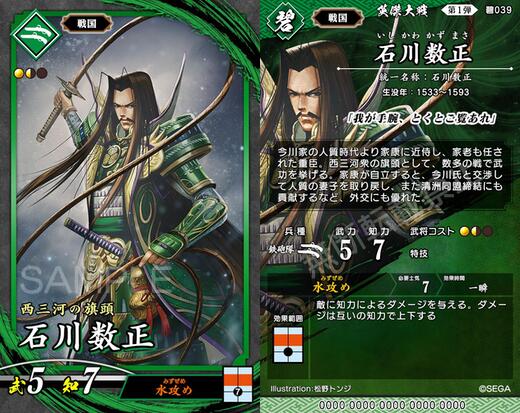 戦国
SAMPLE
西三河の旗頭
石川数正
武5 知7
みずぜめ
水攻め
7
碧
戦国
英傑大戦
第1弾
碧039
いしかわ かずまさ
石川数正
統一名称：石川数正
生没年：1533～1593
「我が手腕、とくとご覧あれ」
今川家の人質時代より家康に近侍し、家老も任さ
れた重臣。西三河衆の旗頭として、数多の戦で武
功を挙げる。家康が自立すると、今川氏と交渉し
て人質の妻子を取り戻し、また清洲同盟締結にも
貢献するなど、外交にも優れた。
兵種 武力 知力 武将コスト
鉄砲隊 5 7 特技
みずぜめ 必要士気 効果時間
水攻め 7 一瞬
効果範囲
敵に知力によるダメージを与える。ダメー
ジは互いの知力で上下する
Illustration:松野トンジ
©SEGA
0000-0000-0000-0000-0000